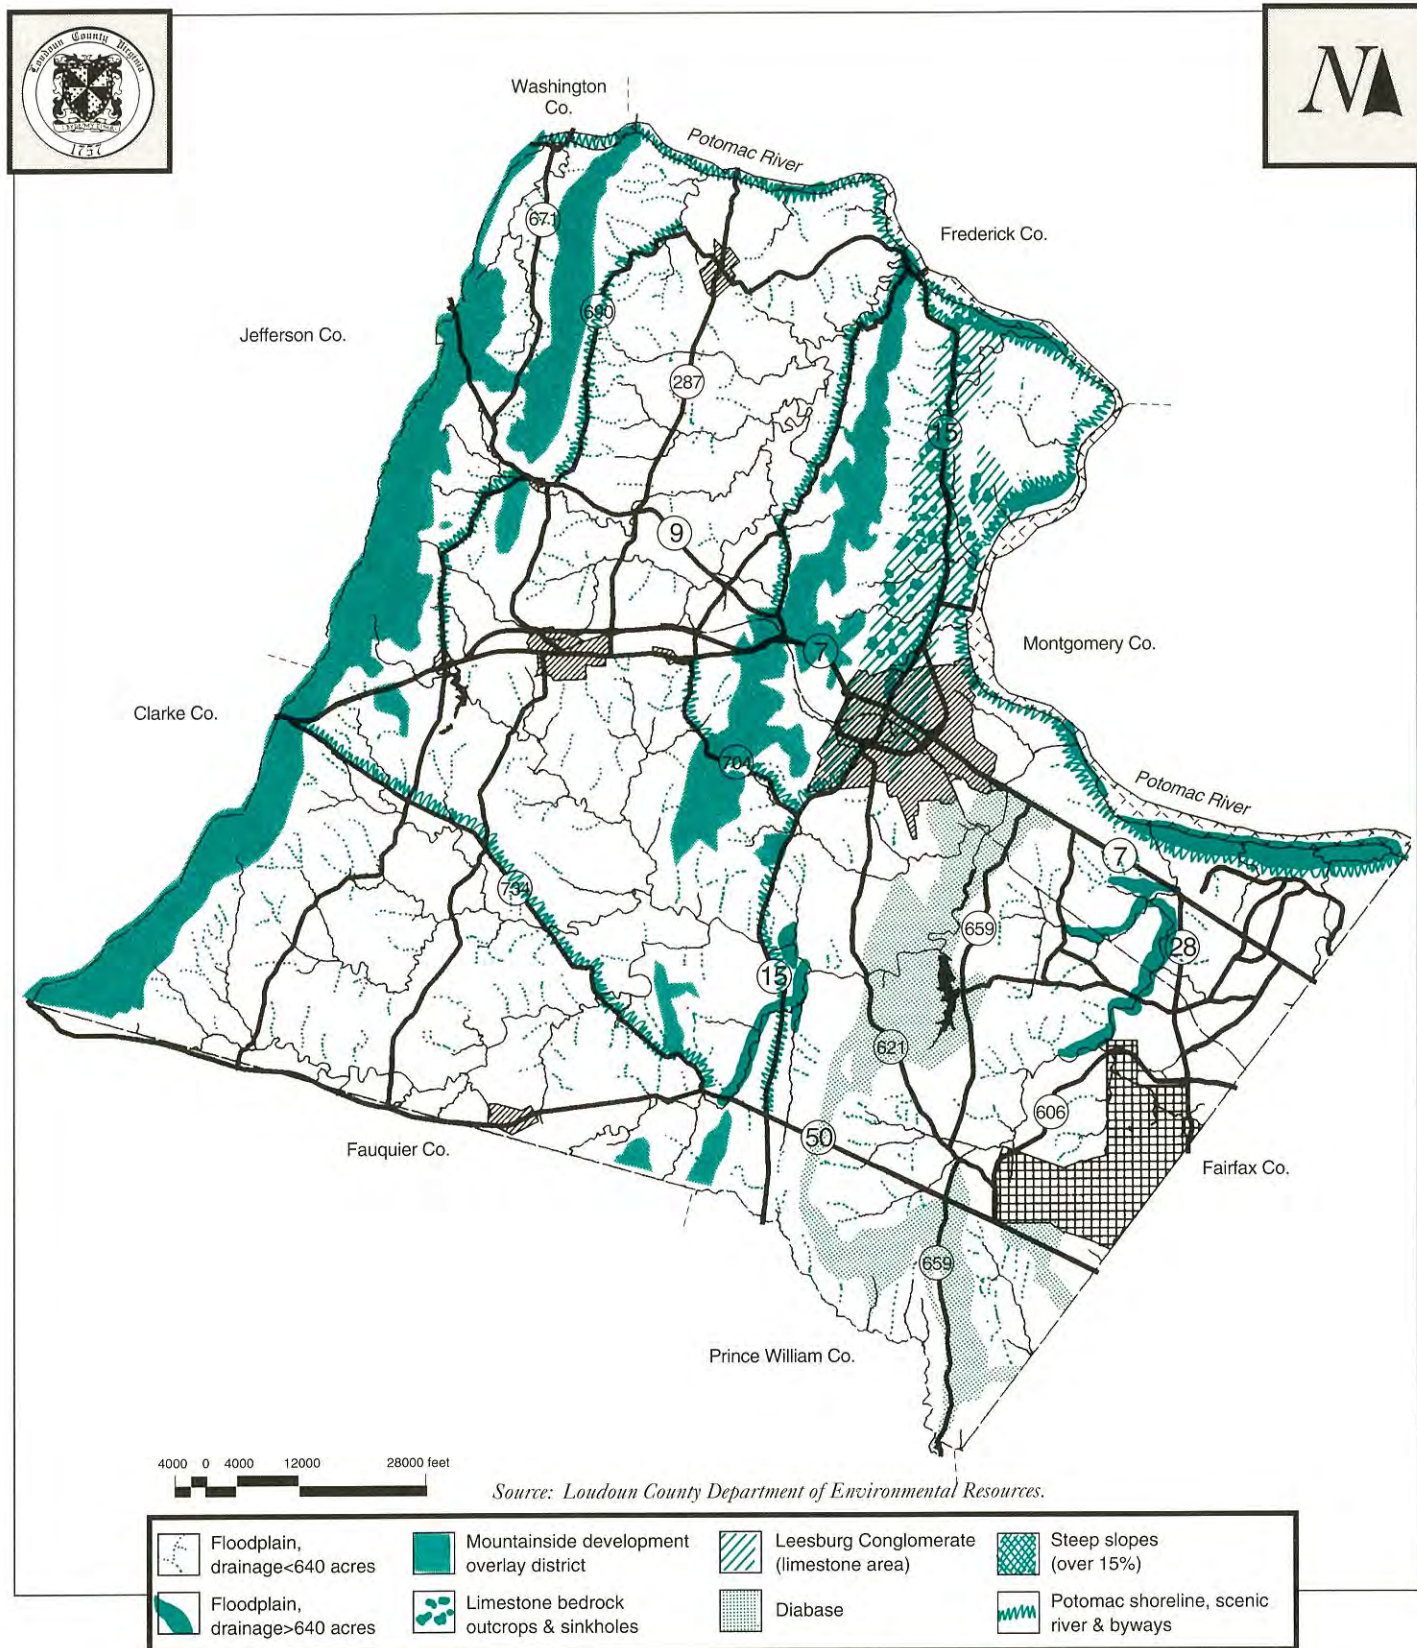 Loudoun County Virginia
1757
N
Washington
Co.
Potomac River
671
Frederick Co.
690
Jefferson Co.
287
15
9
7
Montgomery Co.
Clarke Co.
704
Potomac River
7
734
659
28
15
621
606
50
Fauquier Co.
Fairfax Co.
659
Prince William Co.
4000 0 4000 12000 28000 feet
Source: Loudoun County Department of Environmental Resources.
Floodplain,
drainage<640 acres
Mountainside development
overlay district
Leesburg Conglomerate
(limestone area)
Steep slopes
(over 15%)
Floodplain,
drainage>640 acres
Limestone bedrock
outcrops & sinkholes
Diabase
Potomac shoreline, scenic
river & byways